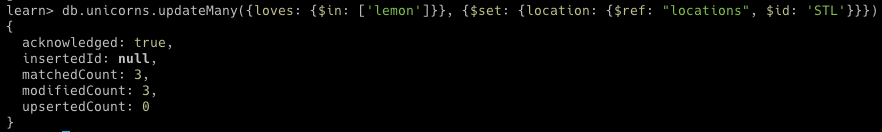 learn> db.unicorns.updateMany({loves: {$in: ['lemon']}}, {$set: {location: {$ref: "locations", $id: 'STL'}}})
{
  acknowledged: true,
  insertedId: null,
  matchedCount: 3,
  modifiedCount: 3,
  upsertedCount: 0
}